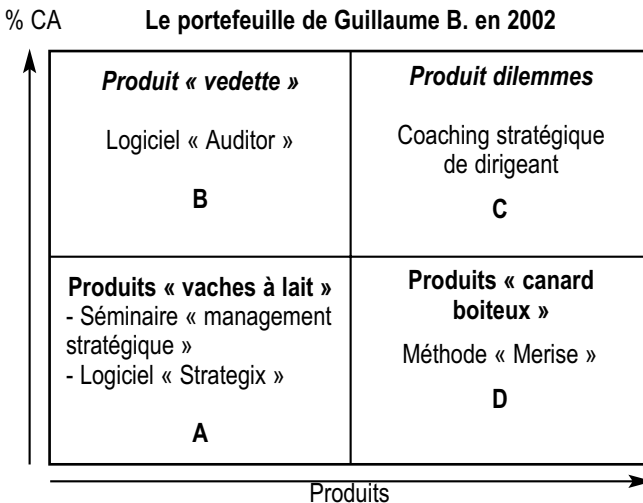 % CA
Le portefeuille de Guillaume B. en 2002
Produit « vedette »
Logiciel « Auditor »
B
Produit dilemmes
Coaching stratégique
de dirigeant
C
Produits « vaches à lait »
- Séminaire « management
stratégique »
- Logiciel « Strategix »
A
Produits « canard
boiteux »
Méthode « Merise »
D
Produits